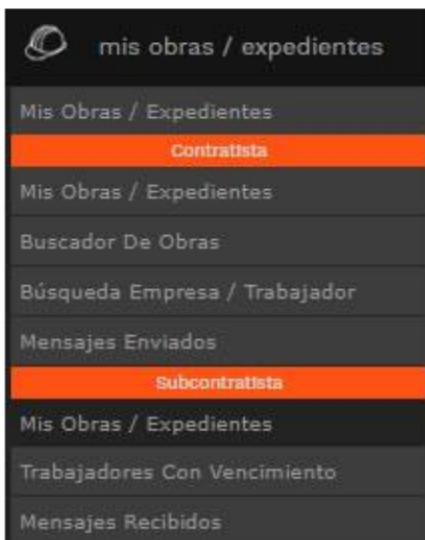 mis obras / expedientes
Mis Obras / Expedientes
Contratista
Mis Obras / Expedientes
Buscador De Obras
Búsqueda Empresa / Trabajador
Mensajes Enviados
Subcontratista
Mis Obras / Expedientes
Trabajadores Con Vencimiento
Mensajes Recibidos